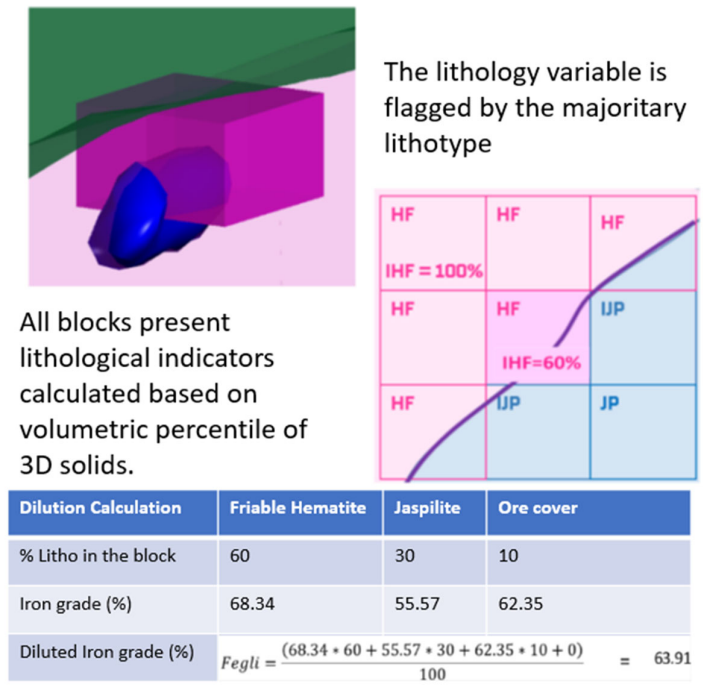 The lithology variable is
flagged by the majoritary
lithotype
HF
HF
HF
IHF = 100%
HF
HF
IJP
IHF=60%
HF
IJP
JP
All blocks present
lithological indicators
calculated based on
volumetric percentile of
3D solids.
Dilution Calculation Friable Hematite Jaspilite Ore cover
% Litho in the block 60 30 10
Iron grade (%) 68.34 55.57 62.35
Diluted Iron grade (%) Fegli = (68.34 * 60 + 55.57 * 30 + 62.35 * 10 + 0) / 100 = 63.91